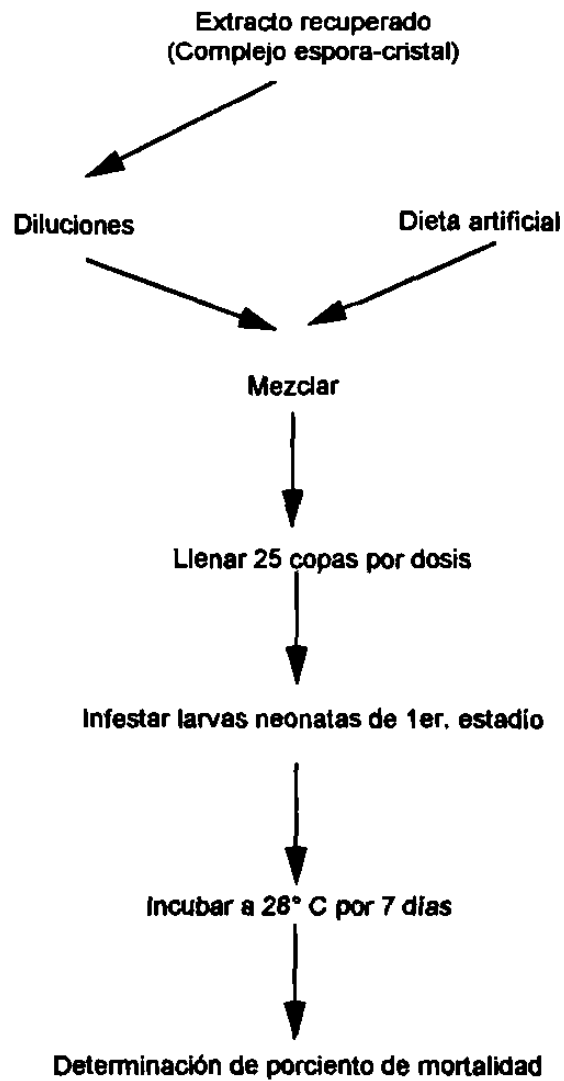 Extracto recuperado
(Complejo espora-cristal)
Diluciones
Dieta artificial
Mezclar
Llenar 25 copas por dosis
Infestar larvas neonatas de 1er. estadío
Incubar a 28° C por 7 días
Determinación de porciento de mortalidad